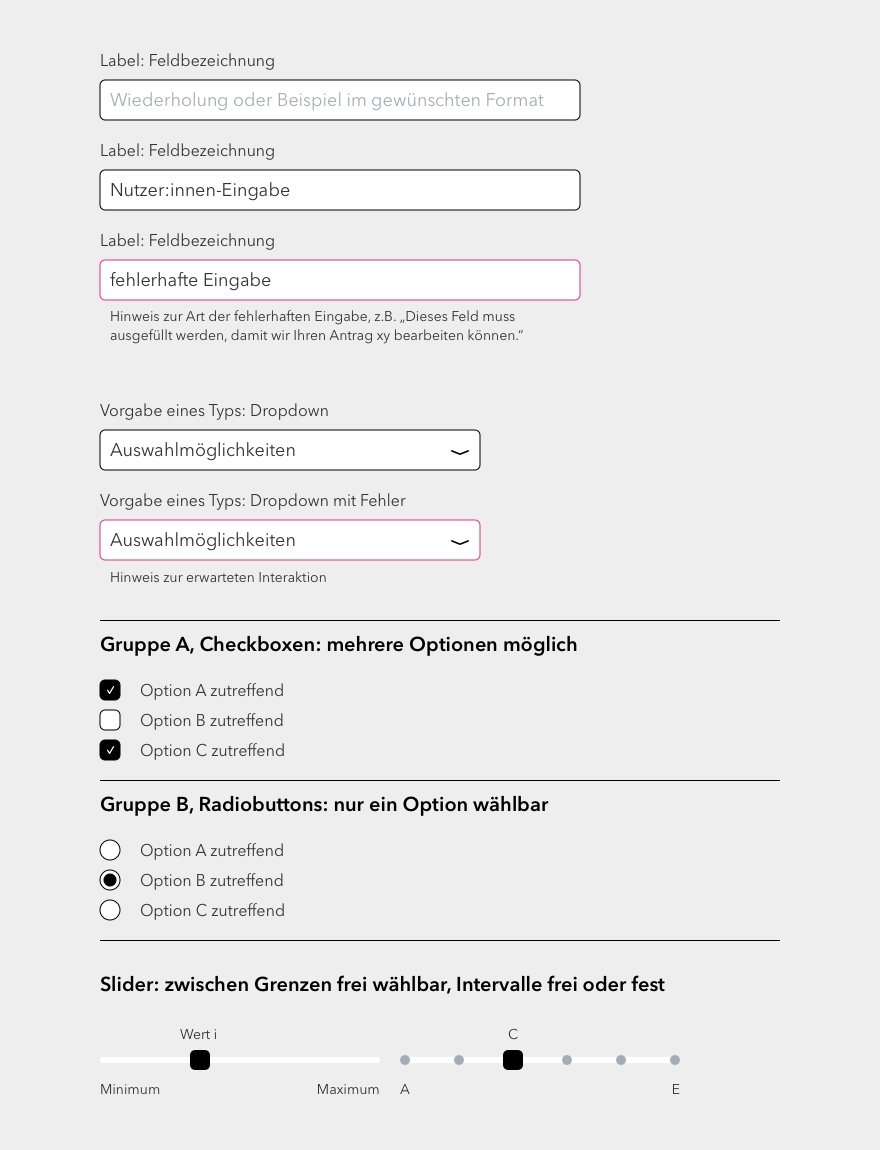 Label: Feldbezeichnung
Wiederholung oder Beispiel im gewünschten Format
Label: Feldbezeichnung
Nutzer:innen-Eingabe
Label: Feldbezeichnung
fehlerhafte Eingabe
Hinweis zur Art der fehlerhaften Eingabe, z.B. „Dieses Feld muss
ausgefüllt werden, damit wir Ihren Antrag xy bearbeiten können.“
Vorgabe eines Typs: Dropdown
Auswahlmöglichkeiten
Vorgabe eines Typs: Dropdown mit Fehler
Auswahlmöglichkeiten
Hinweis zur erwarteten Interaktion
Gruppe A, Checkboxen: mehrere Optionen möglich
Option A zutreffend
Option B zutreffend
Option C zutreffend
Gruppe B, Radiobuttons: nur ein Option wählbar
Option A zutreffend
Option B zutreffend
Option C zutreffend
Slider: zwischen Grenzen frei wählbar, Intervalle frei oder fest
Wert i C
Minimum Maximum A E